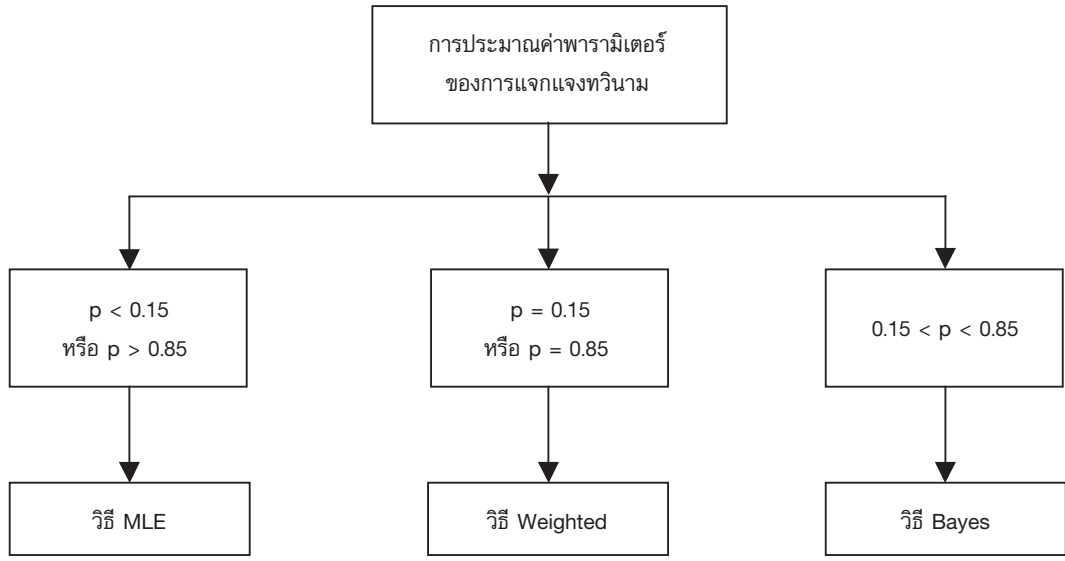 การประมาณค่าพารามิเตอร์
ของการแจกแจงทวินาม
p < 0.15
หรือ p > 0.85
p = 0.15
หรือ p = 0.85
0.15 < p < 0.85
วิธี MLE
วิธี Weighted
วิธี Bayes